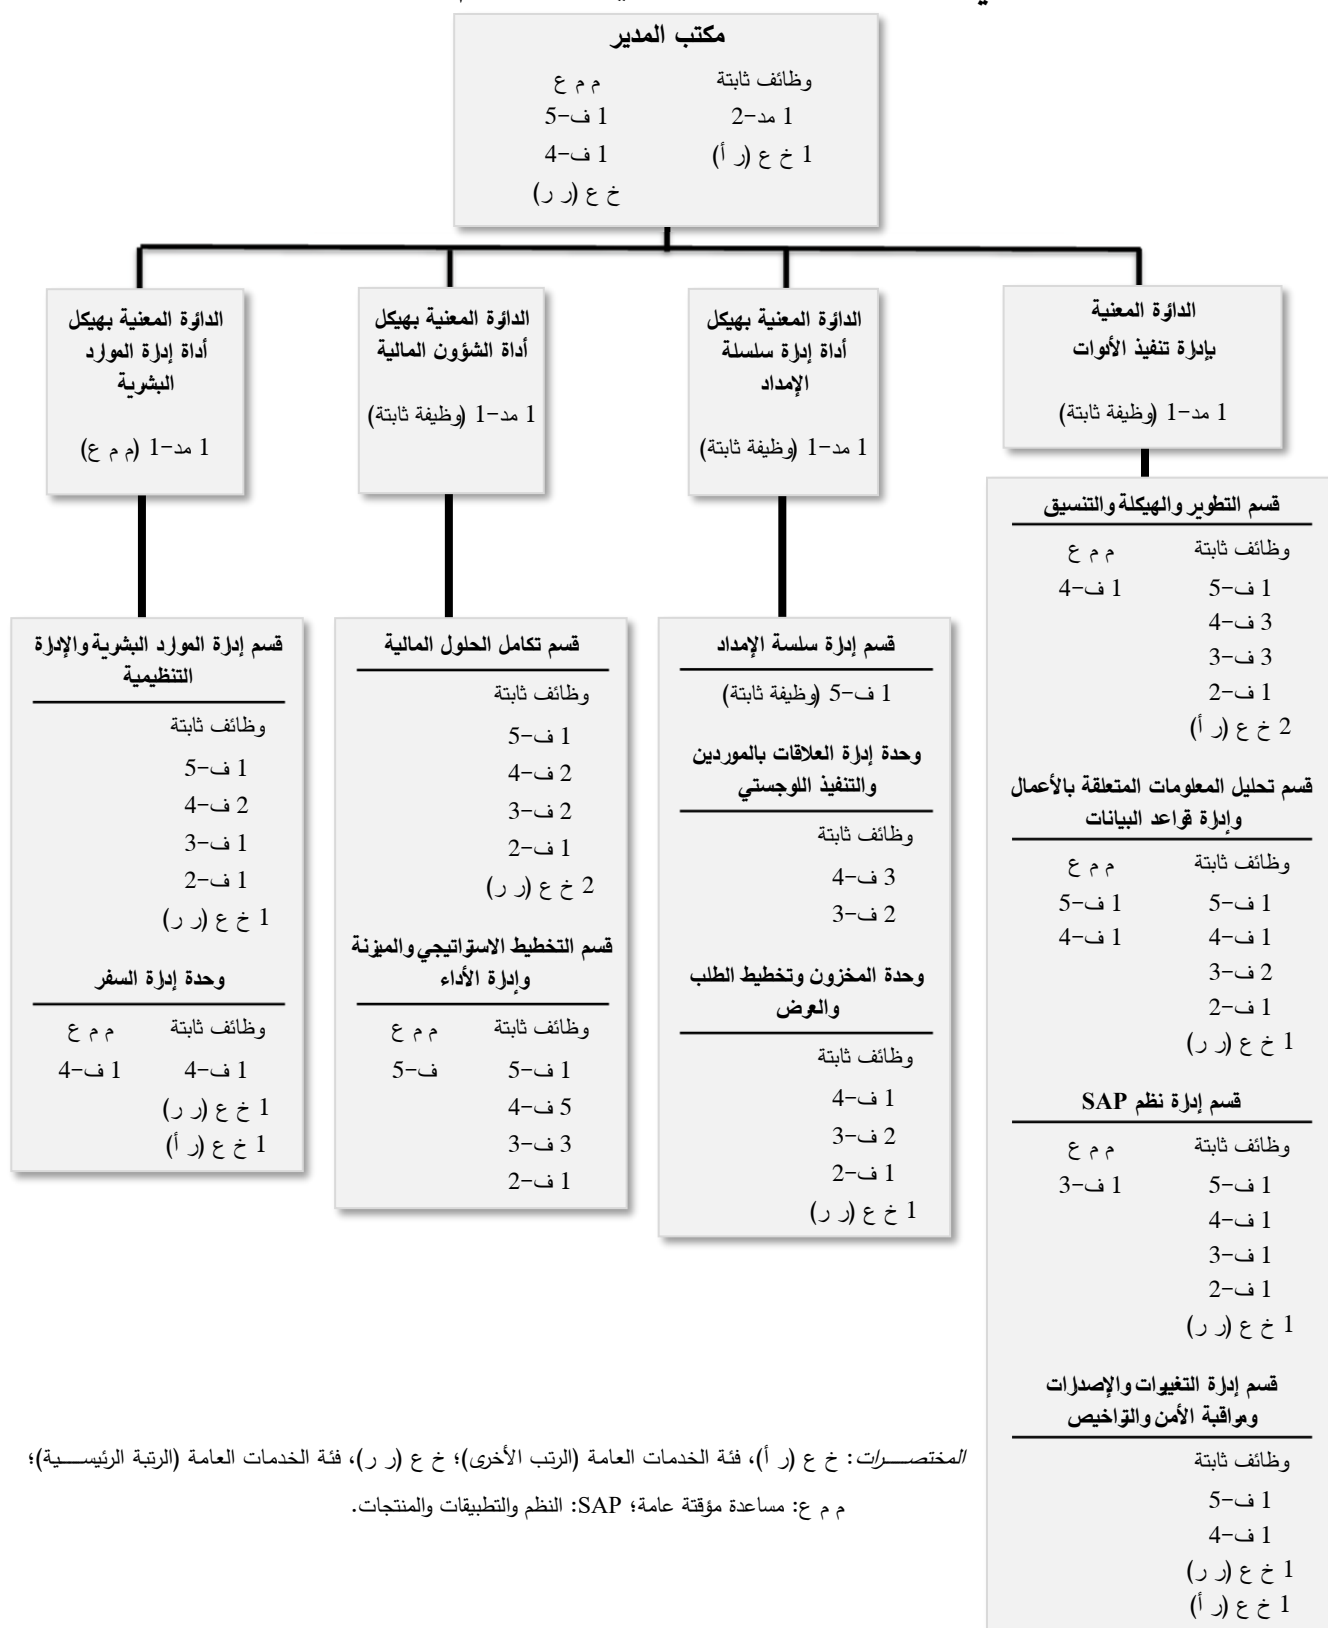 مكتب المدير
وظائف ثابتة م م ع
1 مد-2 1 ف-5
1 خ ع (ر أ) 1 ف-4
خ ع (ر ر)
الدائرة المعنية
بإدارة تنفيذ الأدوات
1 مد-1 (وظيفة ثابتة)
قسم التطوير والهيكلة والتنسيق
وظائف ثابتة م م ع
1 ف-5 1 ف-4
3 ف-4
3 ف-3
1 ف-2
2 خ ع (ر أ)
قسم تحليل المعلومات المتعلقة بالأعمال
وإدارة قواعد البيانات
وظائف ثابتة م م ع
1 ف-5 1 ف-5
1 ف-4 1 ف-4
2 ف-3
1 ف-2
1 خ ع (ر ر)
قسم إدارة نظم SAP
وظائف ثابتة م م ع
1 ف-5 1 ف-3
1 ف-4
1 ف-3
1 ف-2
1 خ ع (ر ر)
قسم إدارة التغييرات والإصدارات
ومراقبة الأمن والتراخيص
وظائف ثابتة
1 ف-5
1 ف-4
1 خ ع (ر ر)
1 خ ع (ر أ)
الدائرة المعنية بهيكل
أداة إدارة سلسلة
الإمداد
1 مد-1 (وظيفة ثابتة)
قسم إدارة سلسة الإمداد
1 ف-5 (وظيفة ثابتة)
وحدة إدارة العلاقات بالموردين
والتنفيذ اللوجستي
وظائف ثابتة
3 ف-4
2 ف-3
وحدة المخزون وتخطيط الطلب
والعرض
وظائف ثابتة
1 ف-4
2 ف-3
1 ف-2
1 خ ع (ر ر)
الدائرة المعنية بهيكل
أداة الشؤون المالية
1 مد-1 (وظيفة ثابتة)
قسم تكامل الحلول المالية
وظائف ثابتة
1 ف-5
2 ف-4
2 ف-3
1 ف-2
2 خ ع (ر ر)
قسم التخطيط الاستراتيجي والميزنة
وإدارة الأداء
وظائف ثابتة م م ع
1 ف-5 ف-5
5 ف-4
3 ف-3
1 ف-2
الدائرة المعنية بهيكل
أداة إدارة الموارد
البشرية
1 مد-1 (م م ع)
قسم إدارة الموارد البشرية والإدارة
التنظيمية
وظائف ثابتة
1 ف-5
2 ف-4
1 ف-3
1 ف-2
1 خ ع (ر ر)
وحدة إدارة السفر
وظائف ثابتة م م ع
1 ف-4 1 ف-4
1 خ ع (ر ر)
1 خ ع (ر أ)
المختصـــرات: خ ع (ر أ)، فئة الخدمات العامة (الرتب الأخرى)؛ خ ع (ر ر)، فئة الخدمات العامة (الرتبة الرئيســـية)؛
م م ع: مساعدة مؤقتة عامة؛ SAP: النظم والتطبيقات والمنتجات.